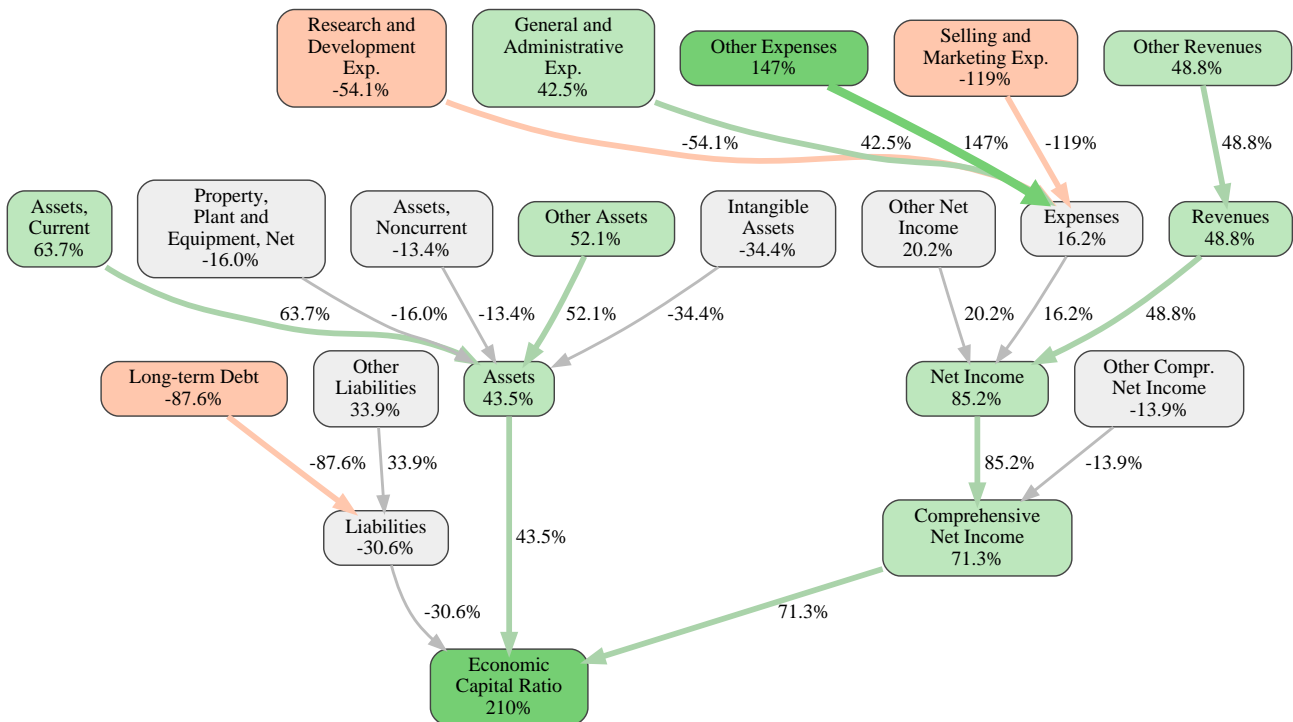 Research and
Development
Exp.
-54.1%
General and
Administrative
Exp.
42.5%
Other Expenses
147%
Selling and
Marketing Exp.
-119%
Other Revenues
48.8%
-54.1%
42.5%
147%
-119%
48.8%
Assets,
Current
63.7%
Property,
Plant and
Equipment, Net
-16.0%
Assets,
Noncurrent
-13.4%
Other Assets
52.1%
Intangible
Assets
-34.4%
Other Net
Income
20.2%
Expenses
16.2%
Revenues
48.8%
63.7%
-16.0%
-13.4%
52.1%
-34.4%
20.2%
16.2%
48.8%
Long-term Debt
-87.6%
Other
Liabilities
33.9%
Assets
43.5%
Net Income
85.2%
Other Compr.
Net Income
-13.9%
-87.6%
33.9%
85.2%
-13.9%
Liabilities
-30.6%
43.5%
Comprehensive
Net Income
71.3%
-30.6%
71.3%
Economic
Capital Ratio
210%